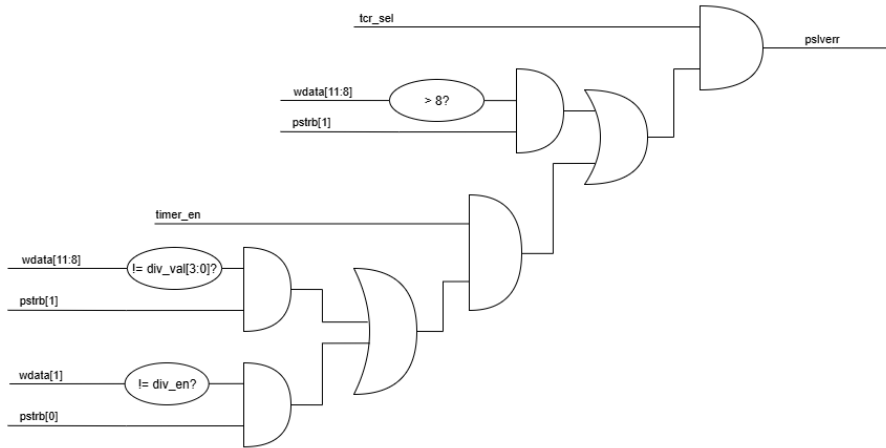 tcr_sel
pslverr
wdata[11:8]
> 8?
pstrb[1]
timer_en
wdata[11:8]
!= div_val[3:0]?
pstrb[1]
wdata[1]
!= div_en?
pstrb[0]